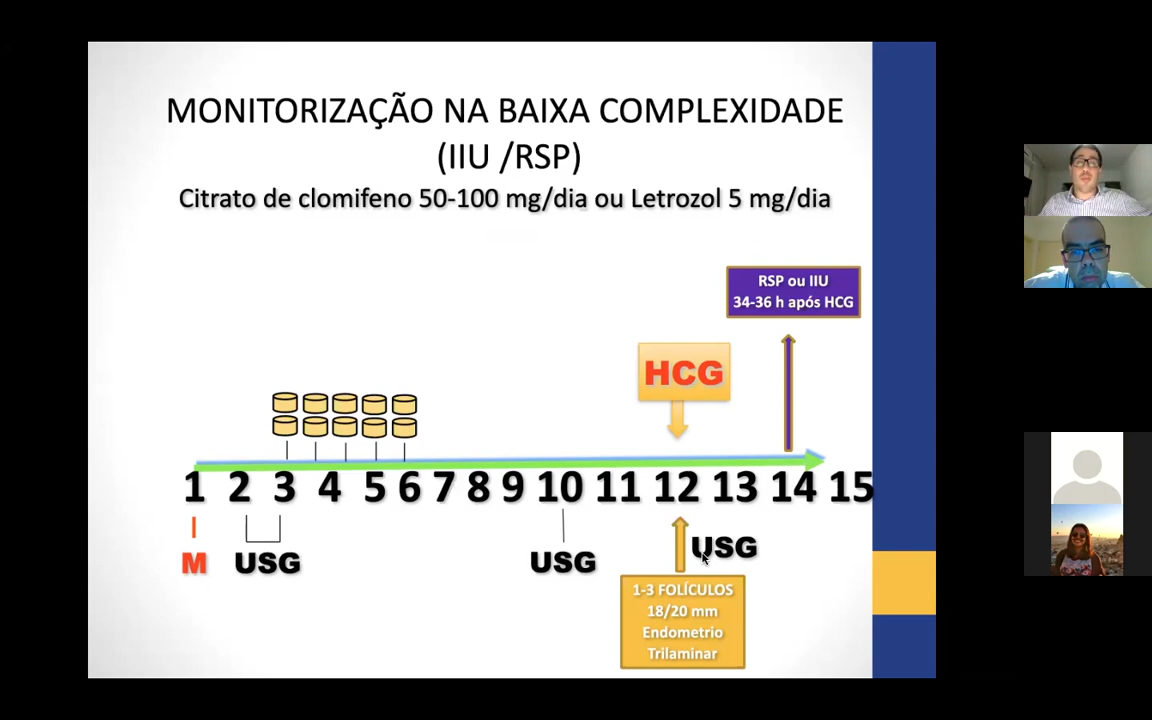 MONITORIZAÇÃO NA BAIXA COMPLEXIDADE
(IIU /RSP)
Citrato de clomifeno 50-100 mg/dia ou Letrozol 5 mg/dia
RSP ou IIU
34-36 h após HCG
HCG
1 2 3 4 5 6 7 8 9 10 11 12 13 14 15
M
USG
USG
USG
1-3 FOLÍCULOS
18/20 mm
Endometrio
Trilaminar